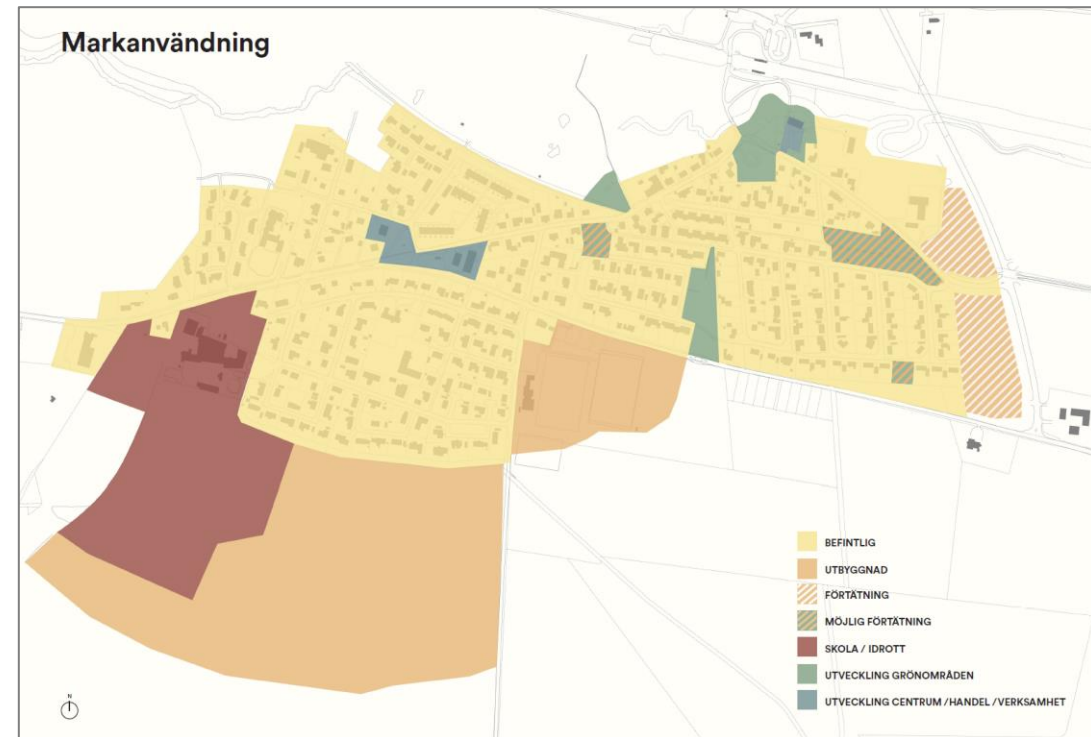 Markanvändning
BEFINTLIG
UTBYGGNAD
FÖRTÄTNING
MÖJLIG FÖRTÄTNING
SKOLA / IDROTT
UTVECKLING GRÖNOMRÅDEN
UTVECKLING CENTRUM /HANDEL /VERKSAMHET
N